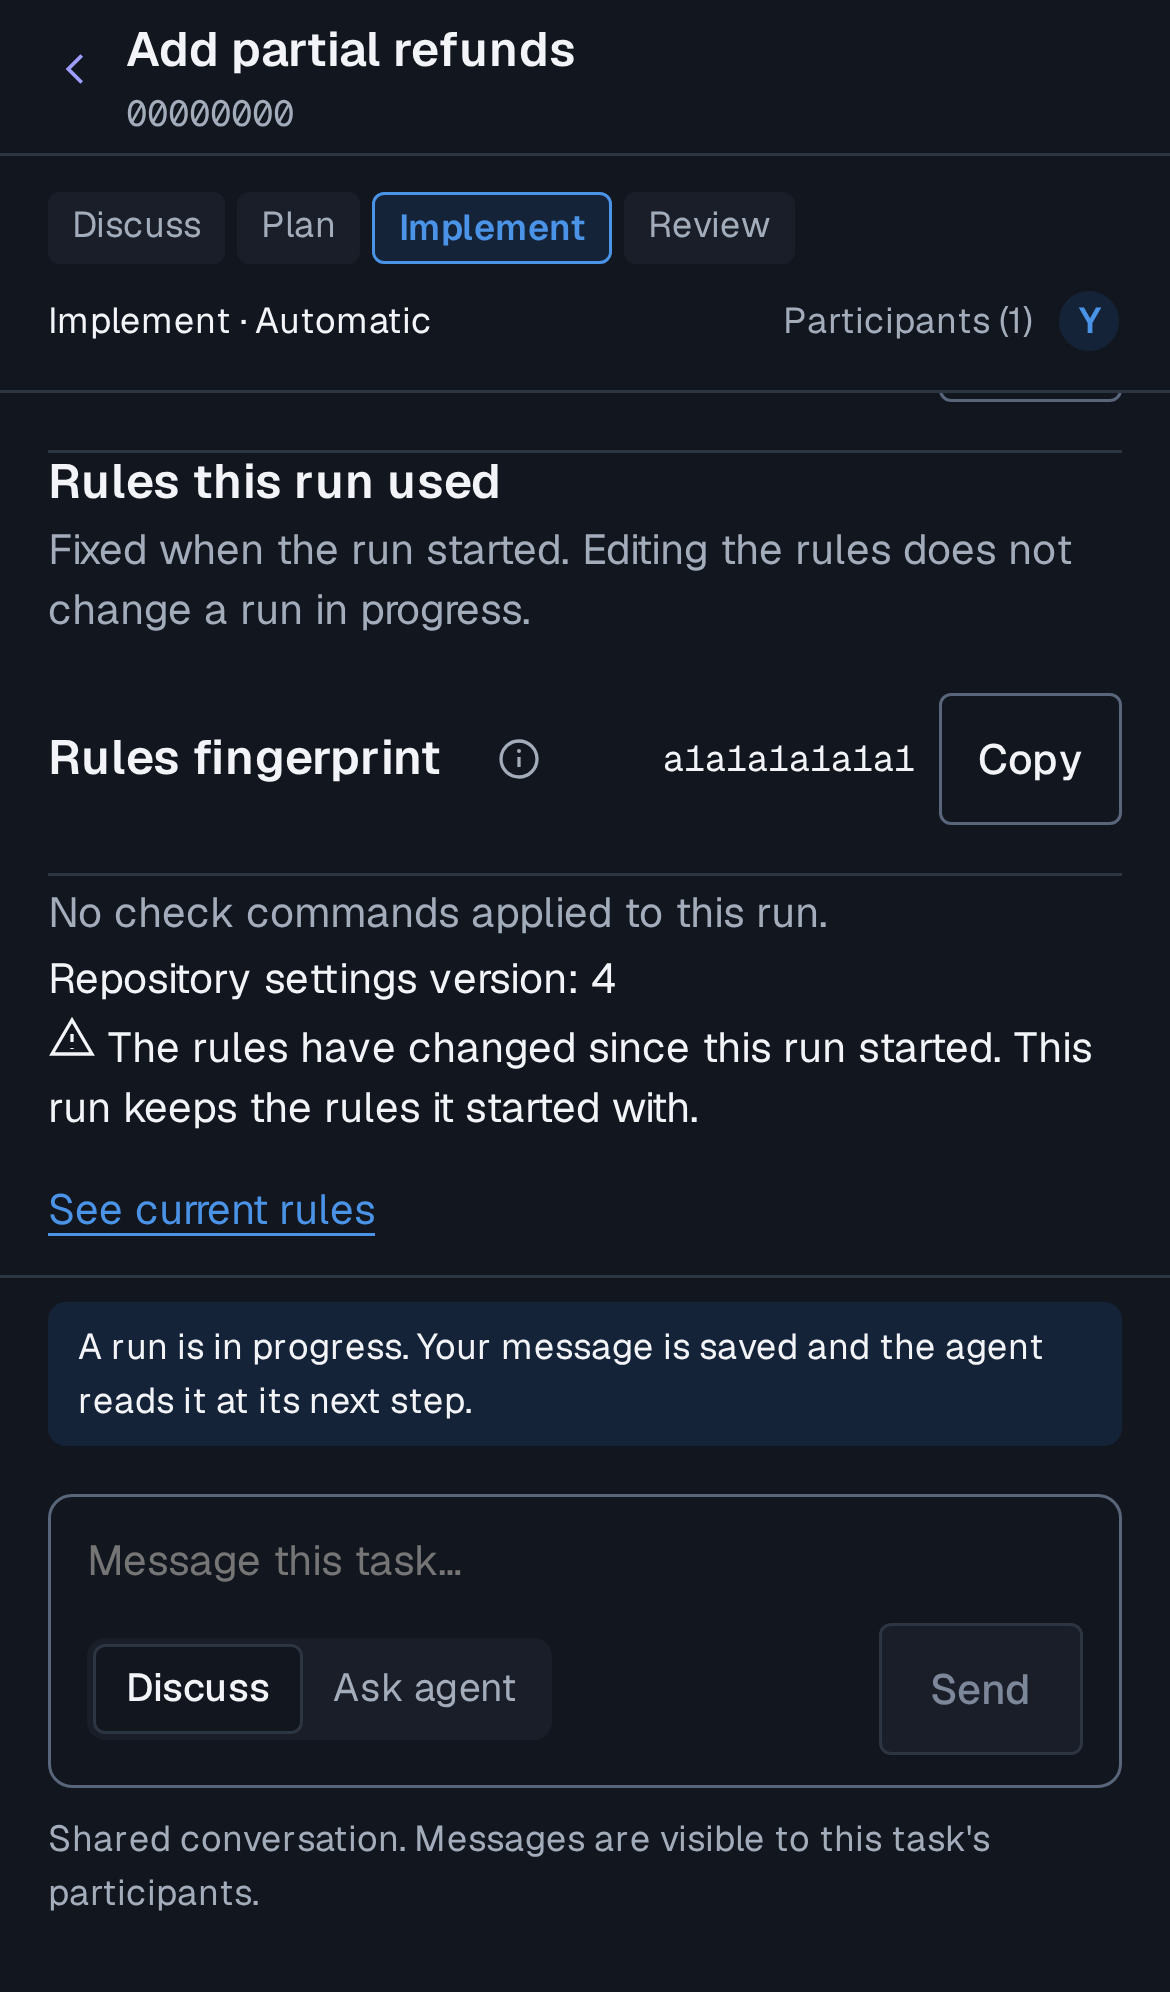 Add partial refunds
00000000
Discuss Plan Implement Review
Implement · Automatic Participants (1) Y
Rules this run used
Fixed when the run started. Editing the rules does not
change a run in progress.
Rules fingerprint a1a1a1a1a1a1 Copy
No check commands applied to this run.
Repository settings version: 4
The rules have changed since this run started. This
run keeps the rules it started with.
See current rules
A run is in progress. Your message is saved and the agent
reads it at its next step.
Message this task…
Discuss Ask agent Send
Shared conversation. Messages are visible to this task's
participants.